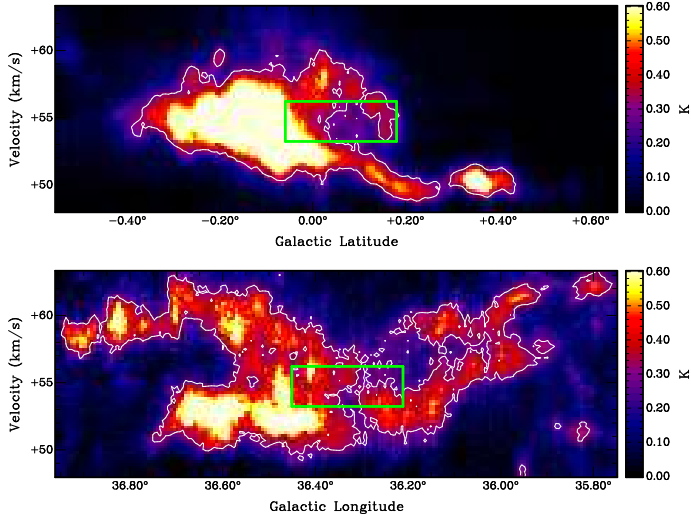 +60
+55
+50
Velocity (km/s)
−0.40° −0.20° 0.00° +0.20° +0.40° +0.60°
Galactic Latitude
0.60
0.50
0.40
0.30
0.20
0.10
0.00
K
+60
+55
+50
Velocity (km/s)
36.80° 36.60° 36.40° 36.20° 36.00° 35.80°
Galactic Longitude
0.60
0.50
0.40
0.30
0.20
0.10
0.00
K